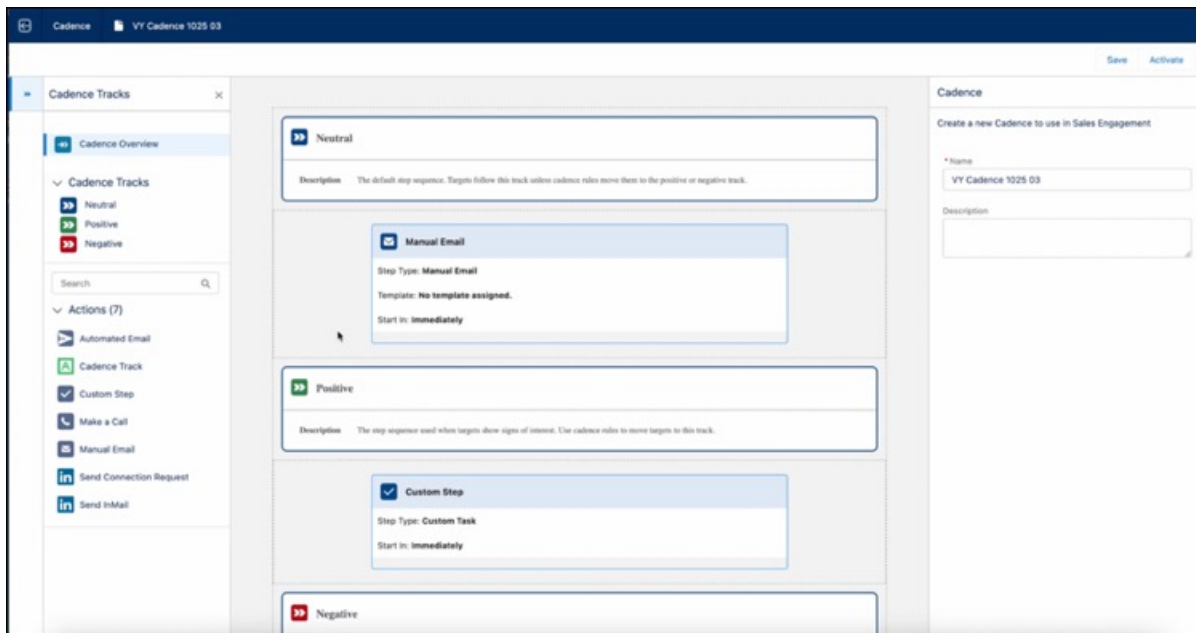 Cadence VY Cadence 1025 03
Save Activate
Cadence Tracks
Cadence Overview
Cadence Tracks
Neutral
Positive
Negative
Search
Actions (7)
Automated Email
Cadence Track
Custom Step
Make a Call
Manual Email
Send Connection Request
Send InMail
Neutral
Description The default step sequence. Targets follow this track unless cadence rules move them to the positive or negative track.
Manual Email
Step Type: Manual Email
Template: No template assigned.
Start In: Immediately
Positive
Description The step sequence used when targets show signs of interest. Use cadence rules to move targets to this track.
Custom Step
Step Type: Custom Task
Start In: Immediately
Negative
Cadence
Create a new Cadence to use in Sales Engagement
* Name
VY Cadence 1025 03
Description